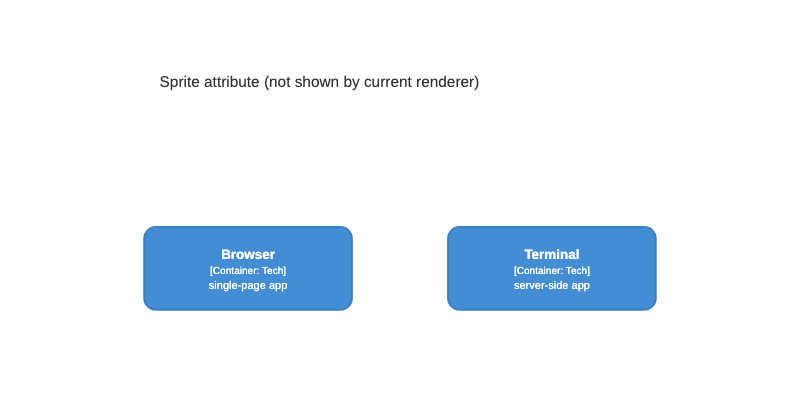 Sprite attribute (not shown by current renderer)
Browser
[Container: Tech]
single-page app
Terminal
[Container: Tech]
server-side app